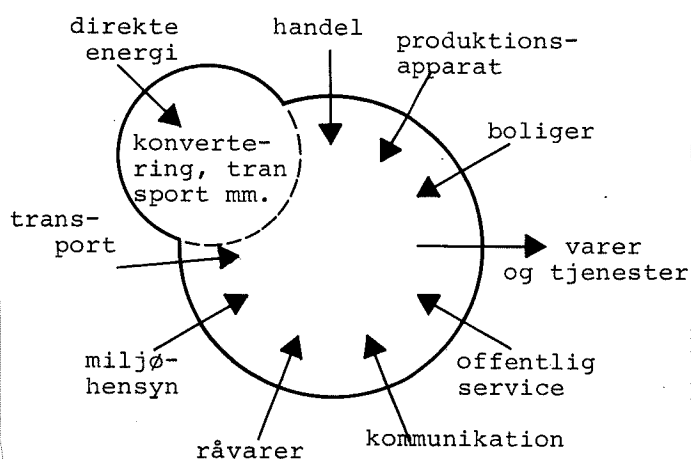 direkte
energi
handel
produktions-
apparat
boliger
konverte-
ring, tran
sport mm.
trans-
port
varer
og tjenester
miljø-
hensyn
offentlig
service
råvarer
kommunikation